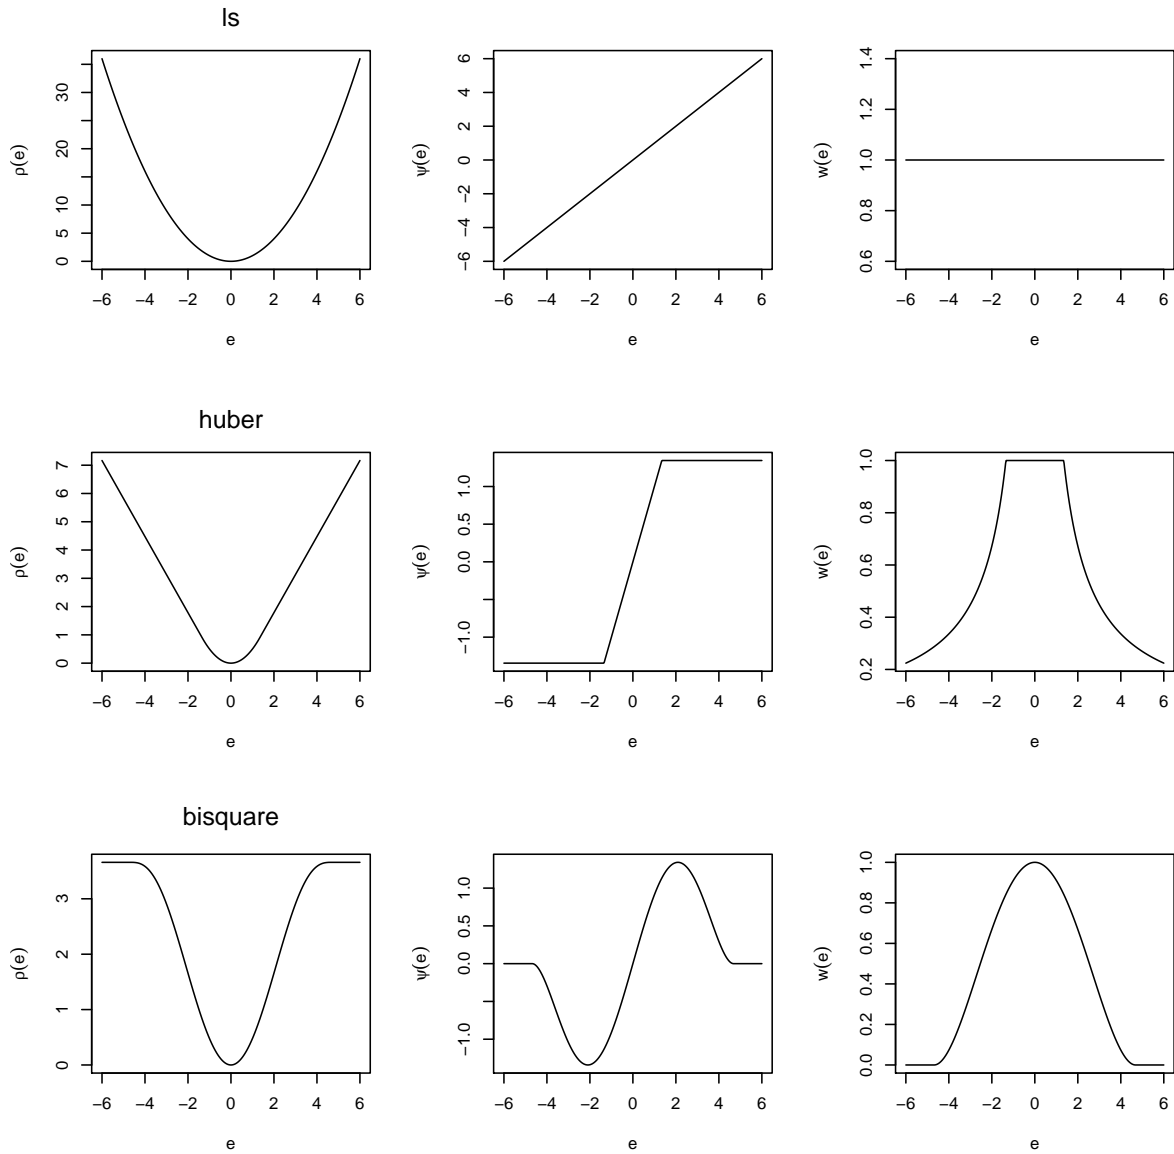 ls
ρ(e)
0 5 10 20 30
−6 −4 −2 0 2 4 6
e
ψ(e)
−6 −4 −2 0 2 4 6
−6 −4 −2 0 2 4 6
e
w(e)
0.6 0.8 1.0 1.2 1.4
−6 −4 −2 0 2 4 6
e
huber
ρ(e)
0 1 2 3 4 5 6 7
−6 −4 −2 0 2 4 6
e
ψ(e)
−1.0 0.0 0.5 1.0
−6 −4 −2 0 2 4 6
e
w(e)
0.2 0.4 0.6 0.8 1.0
−6 −4 −2 0 2 4 6
e
bisquare
ρ(e)
0 1 2 3
−6 −4 −2 0 2 4 6
e
ψ(e)
−1.0 0.0 0.5 1.0
−6 −4 −2 0 2 4 6
e
w(e)
0.0 0.2 0.4 0.6 0.8 1.0
−6 −4 −2 0 2 4 6
e